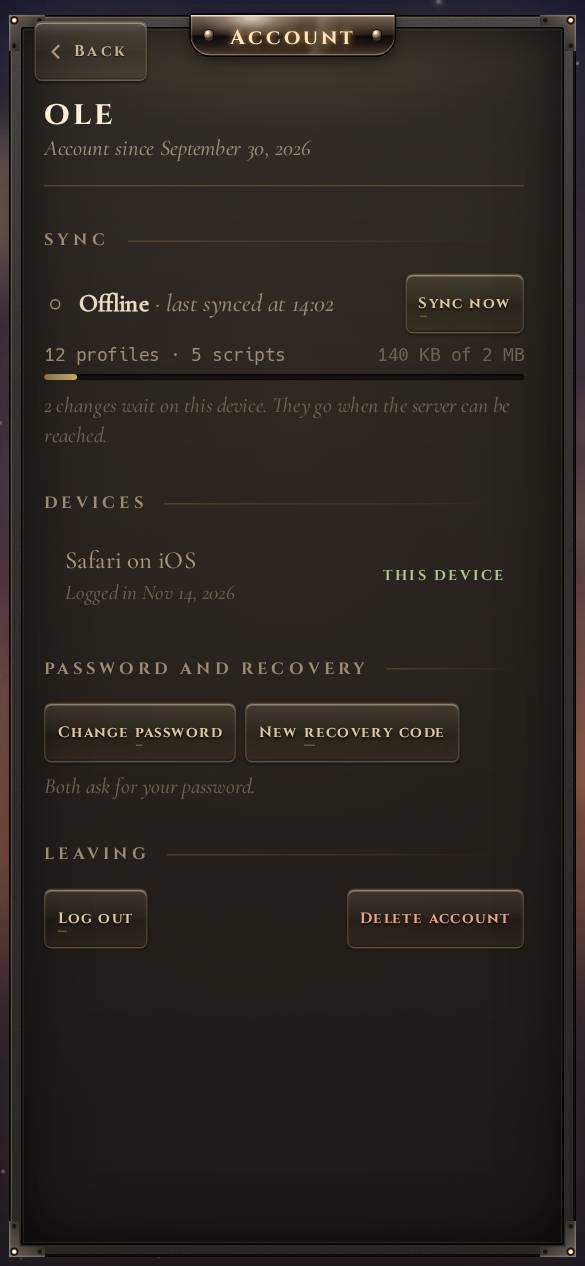 Back
Account
OLE
Account since September 30, 2026
SYNC
Offline · last synced at 14:02
Sync now
12 profiles · 5 scripts
140 KB of 2 MB
2 changes wait on this device. They go when the server can be
reached.
DEVICES
Safari on iOS
Logged in Nov 14, 2026
THIS DEVICE
PASSWORD AND RECOVERY
Change password
New recovery code
Both ask for your password.
LEAVING
Log out
Delete account